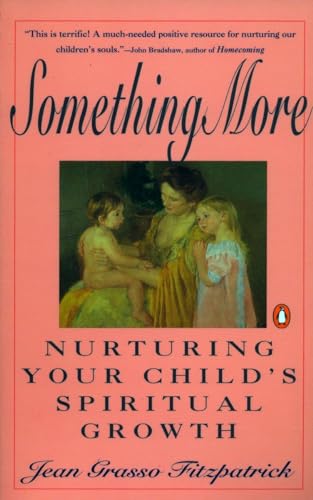 "This is terrific! A much-needed positive resource for nurturing our
children's souls."—John Bradshaw, author of Homecoming
Something More
NURTURING
YOUR CHILD'S
SPIRITUAL
GROWTH
Jean Grasso Fitzpatrick